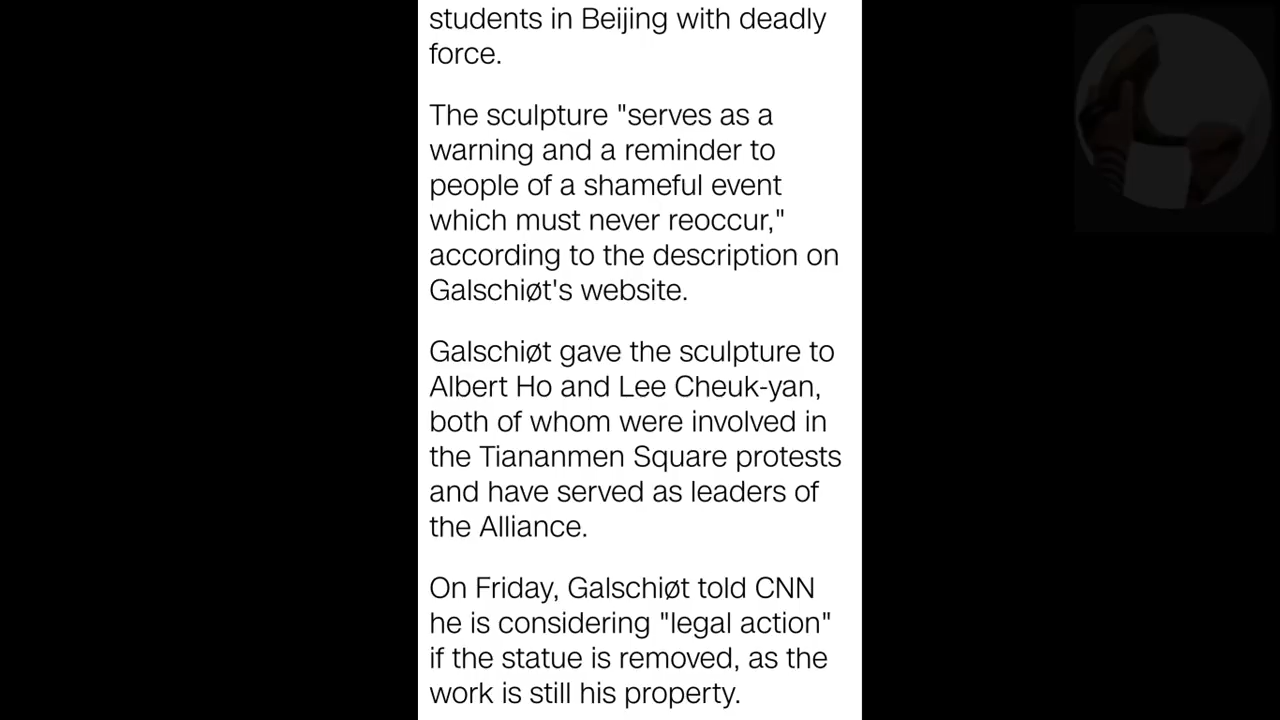 students in Beijing with deadly
force.
The sculpture "serves as a
warning and a reminder to
people of a shameful event
which must never reoccur,"
according to the description on
Galschiøt's website.
Galschiøt gave the sculpture to
Albert Ho and Lee Cheuk-yan,
both of whom were involved in
the Tiananmen Square protests
and have served as leaders of
the Alliance.
On Friday, Galschiøt told CNN
he is considering "legal action"
if the statue is removed, as the
work is still his property.